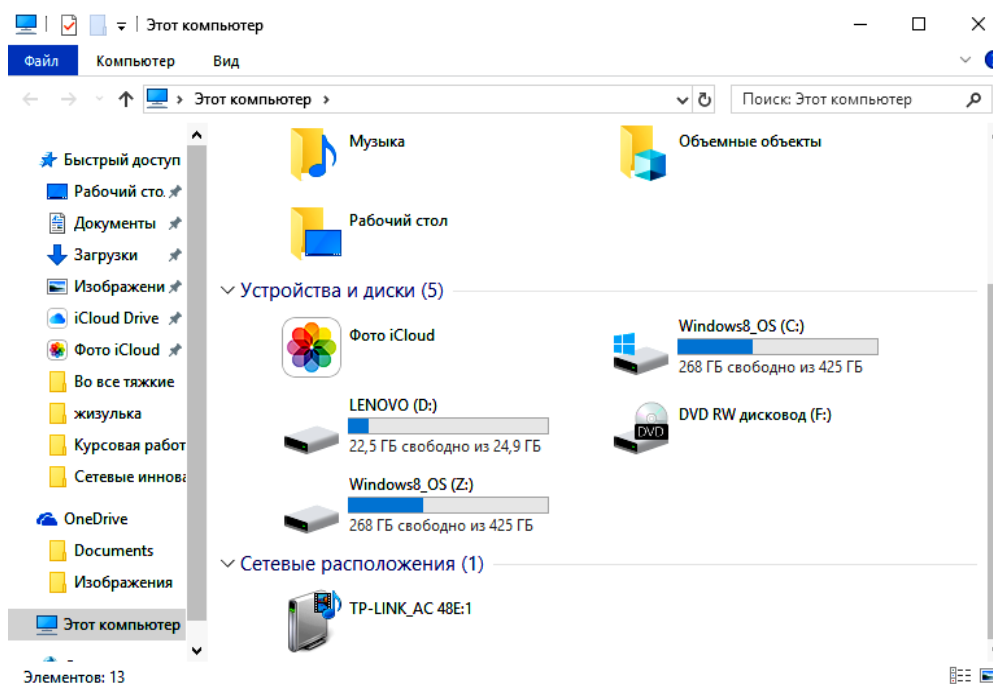 Этот компьютер
Файл Компьютер Вид
Этот компьютер Поиск: Этот компьютер
Быстрый доступ
Рабочий сто.
Документы
Загрузки
Изображени
iCloud Drive
Фото iCloud
Во все тяжкие
жизулька
Курсовая работ
Сетевые иннова
OneDrive
Documents
Изображения
Этот компьютер
Музыка
Объемные объекты
Рабочий стол
Устройства и диски (5)
Фото iCloud
Windows8_OS (C:)
268 ГБ свободно из 425 ГБ
LENOVO (D:)
22,5 ГБ свободно из 24,9 ГБ
DVD RW дисковод (F:)
DVD
Windows8_OS (Z:)
268 ГБ свободно из 425 ГБ
Сетевые расположения (1)
TP-LINK_AC 48E:1
Элементов: 13